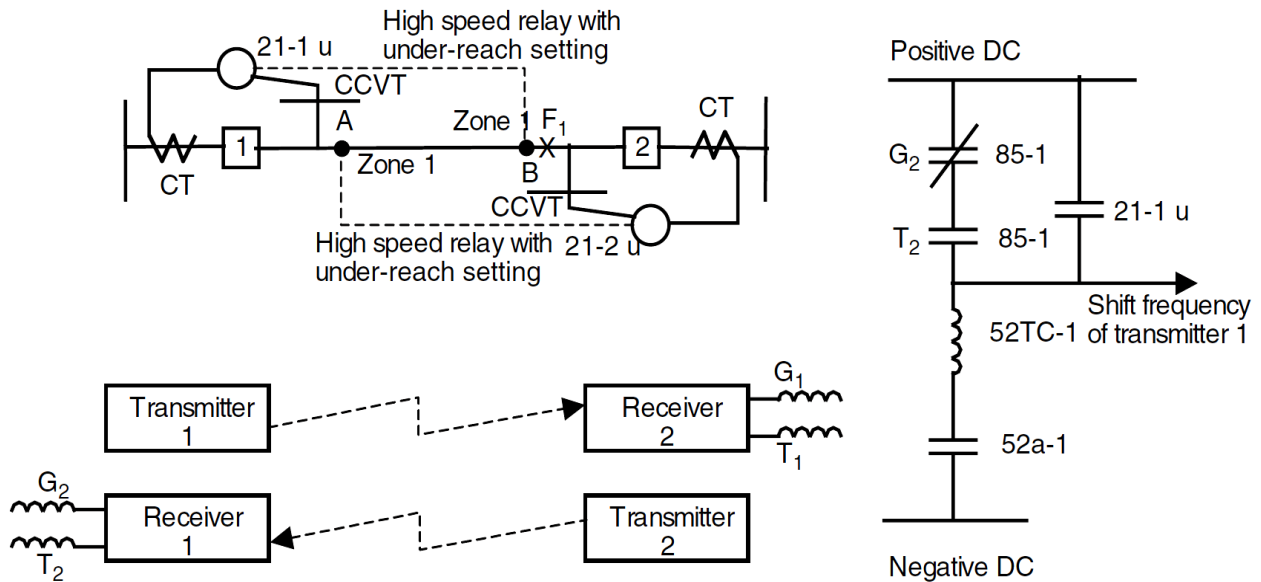 High speed relay with
under-reach setting
21-1 u
CCVT
CT
1
A
Zone 1
Zone 1
F1
B
2
CT
CCVT
High speed relay with
under-reach setting
21-2 u
Transmitter
1
Receiver
2
G1
T1
G2
T2
Receiver
1
Transmitter
2
Positive DC
G2
85-1
T2
85-1
21-1 u
Shift frequency
of transmitter 1
52TC-1
52a-1
Negative DC